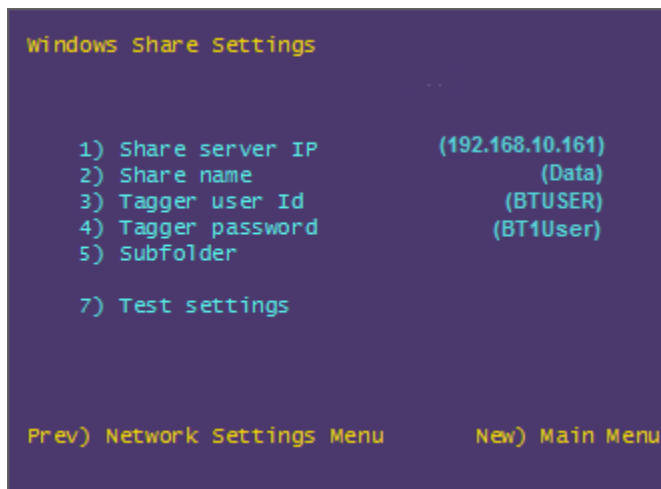 Windows Share Settings
1) Share server IP (192.168.10.161)
2) Share name (Data)
3) Tagger user Id (BTUSER)
4) Tagger password (BT1User)
5) Subfolder
7) Test settings
Prev) Network Settings Menu New) Main Menu